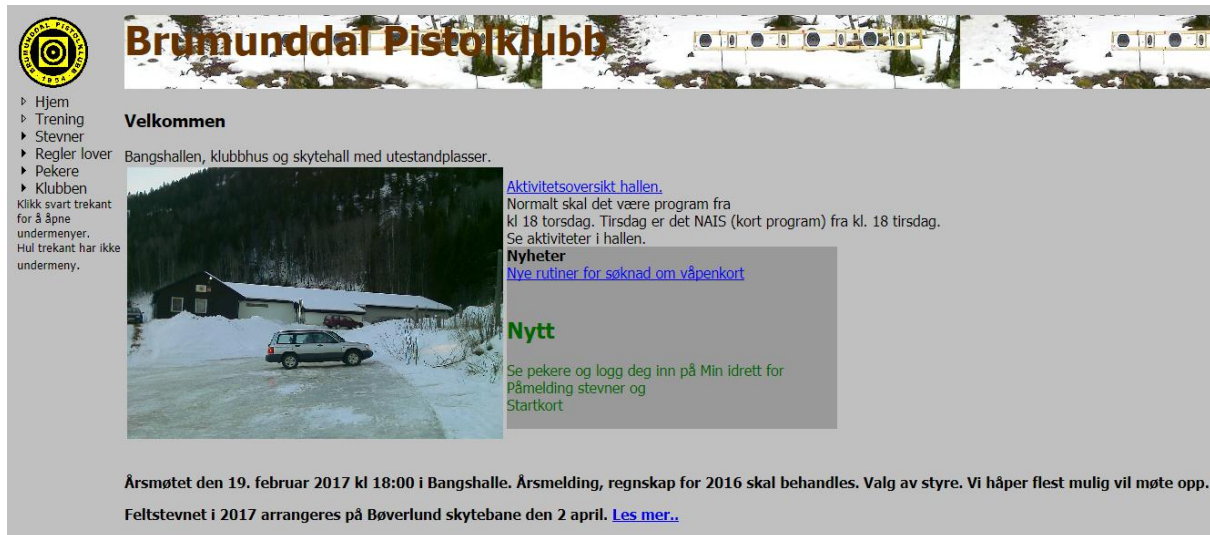 BRUMUNDDAL PISTOLKLUBB
1954
Brumunddal Pistolklubb
Hjem
Trening
Stevner
Regler lover
Pekere
Klubben
Klikk svart trekant
for å åpne
undermenyer.
Hul trekant har ikke
undermeny.
Velkommen
Bangshallen, klubbhus og skytehall med utestandplasser.
Aktivitetsoversikt hallen.
Normalt skal det være program fra
kl 18 torsdag. Tirsdag er det NAIS (kort program) fra kl. 18 tirsdag.
Se aktiviteter i hallen.
Nyheter
Nye rutiner for søknad om våpenkort
Nytt
Se pekere og logg deg inn på Min idrett for
Påmelding stevner og
Startkort
Årsmøtet den 19. februar 2017 kl 18:00 i Bangshalle. Årsmelding, regnskap for 2016 skal behandles. Valg av styre. Vi håper flest mulig vil møte opp.
Feltstevnet i 2017 arrangeres på Bøverlund skytebane den 2 april. Les mer..